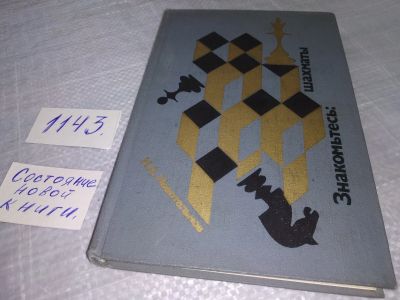 1143.
Состояние
новой
книги.
Знакомьтесь:
шахматы